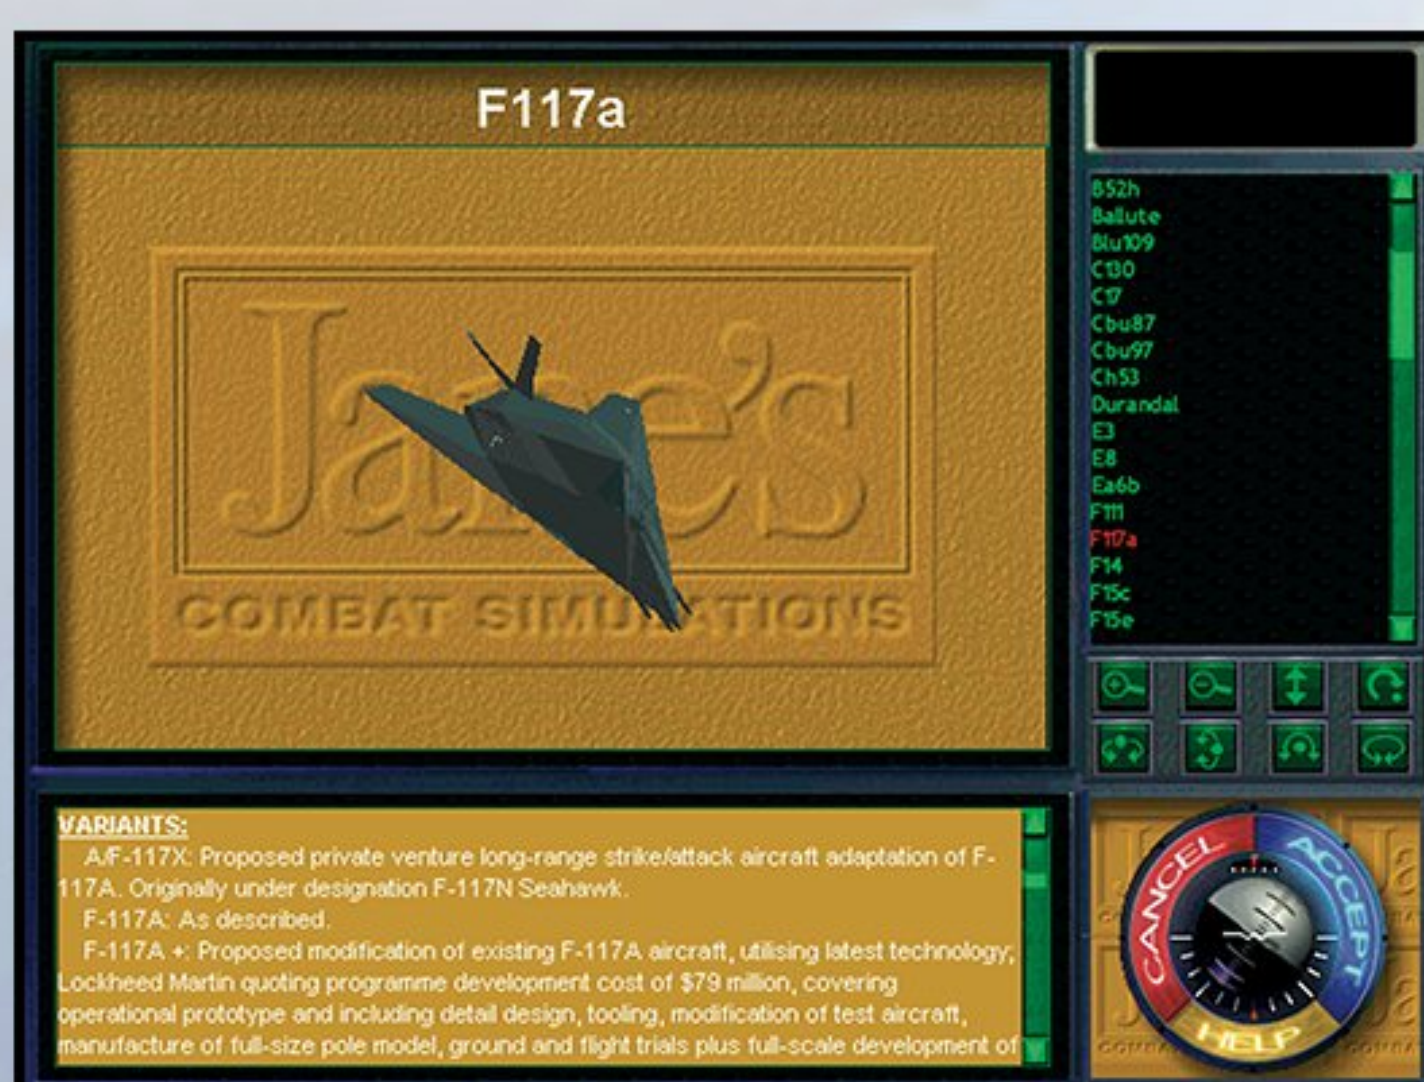 F117a
Jane's
COMBAT SIMULATIONS
B52h
Ballute
Blu109
C130
C17
Cbu87
Cbu97
Ch53
Durandal
E3
E8
Ea6b
F111
F117a
F14
F15c
F15e
VARIANTS:
A/F-117X: Proposed private venture long-range strike/attack aircraft adaptation of F-
117A. Originally under designation F-117N Seahawk.
F-117A: As described.
F-117A +: Proposed modification of existing F-117A aircraft, utilising latest technology;
Lockheed Martin quoting programme development cost of $79 million, covering
operational prototype and including detail design, tooling, modification of test aircraft,
manufacture of full-size pole model, ground and flight trials plus full-scale development of
CANCEL
ACCEPT
HELP